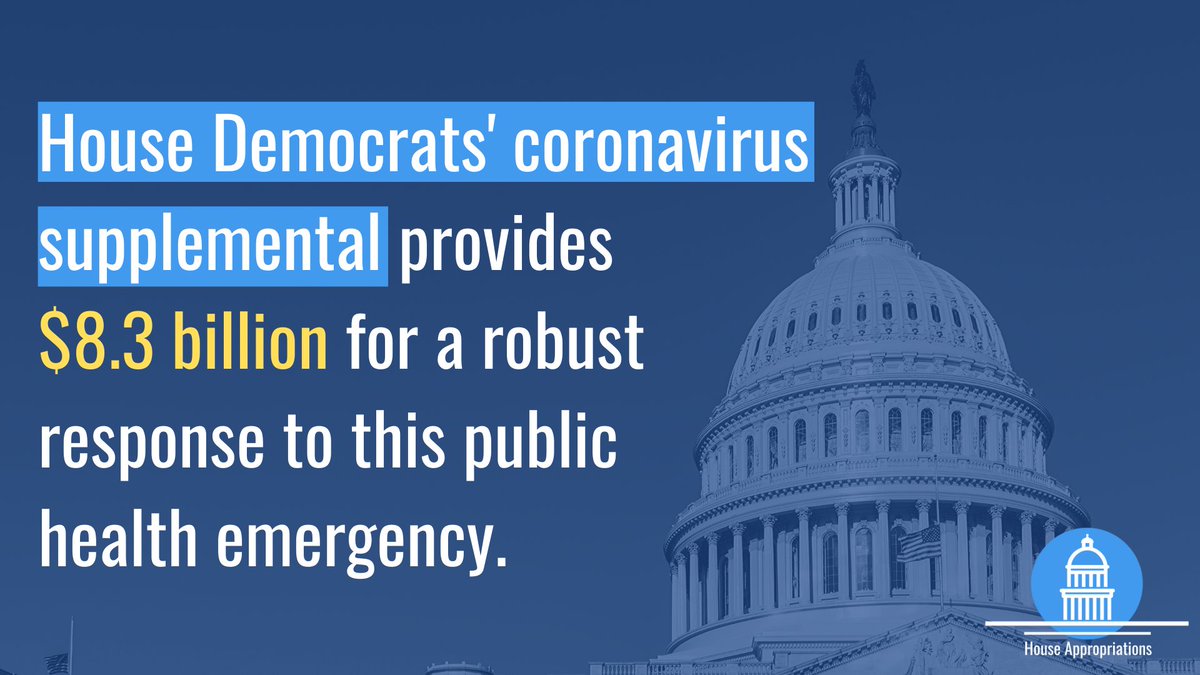 House Democrats' coronavirus
supplemental provides
$8.3 billion for a robust
response to this public
health emergency.
House Appropriations